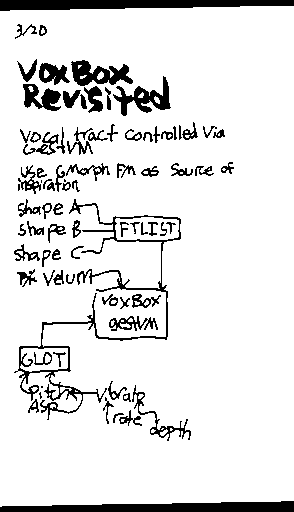 3/20
VoxBox
Revisited
Vocal tract controlled via
GestVM
Use GMorph Fm as source of
inspiration
shape A
shape B
FTLIST
shape C
Velum
VoxBox
gestVM
GLOT
Pitch
Vibrato
Asp
rate
depth